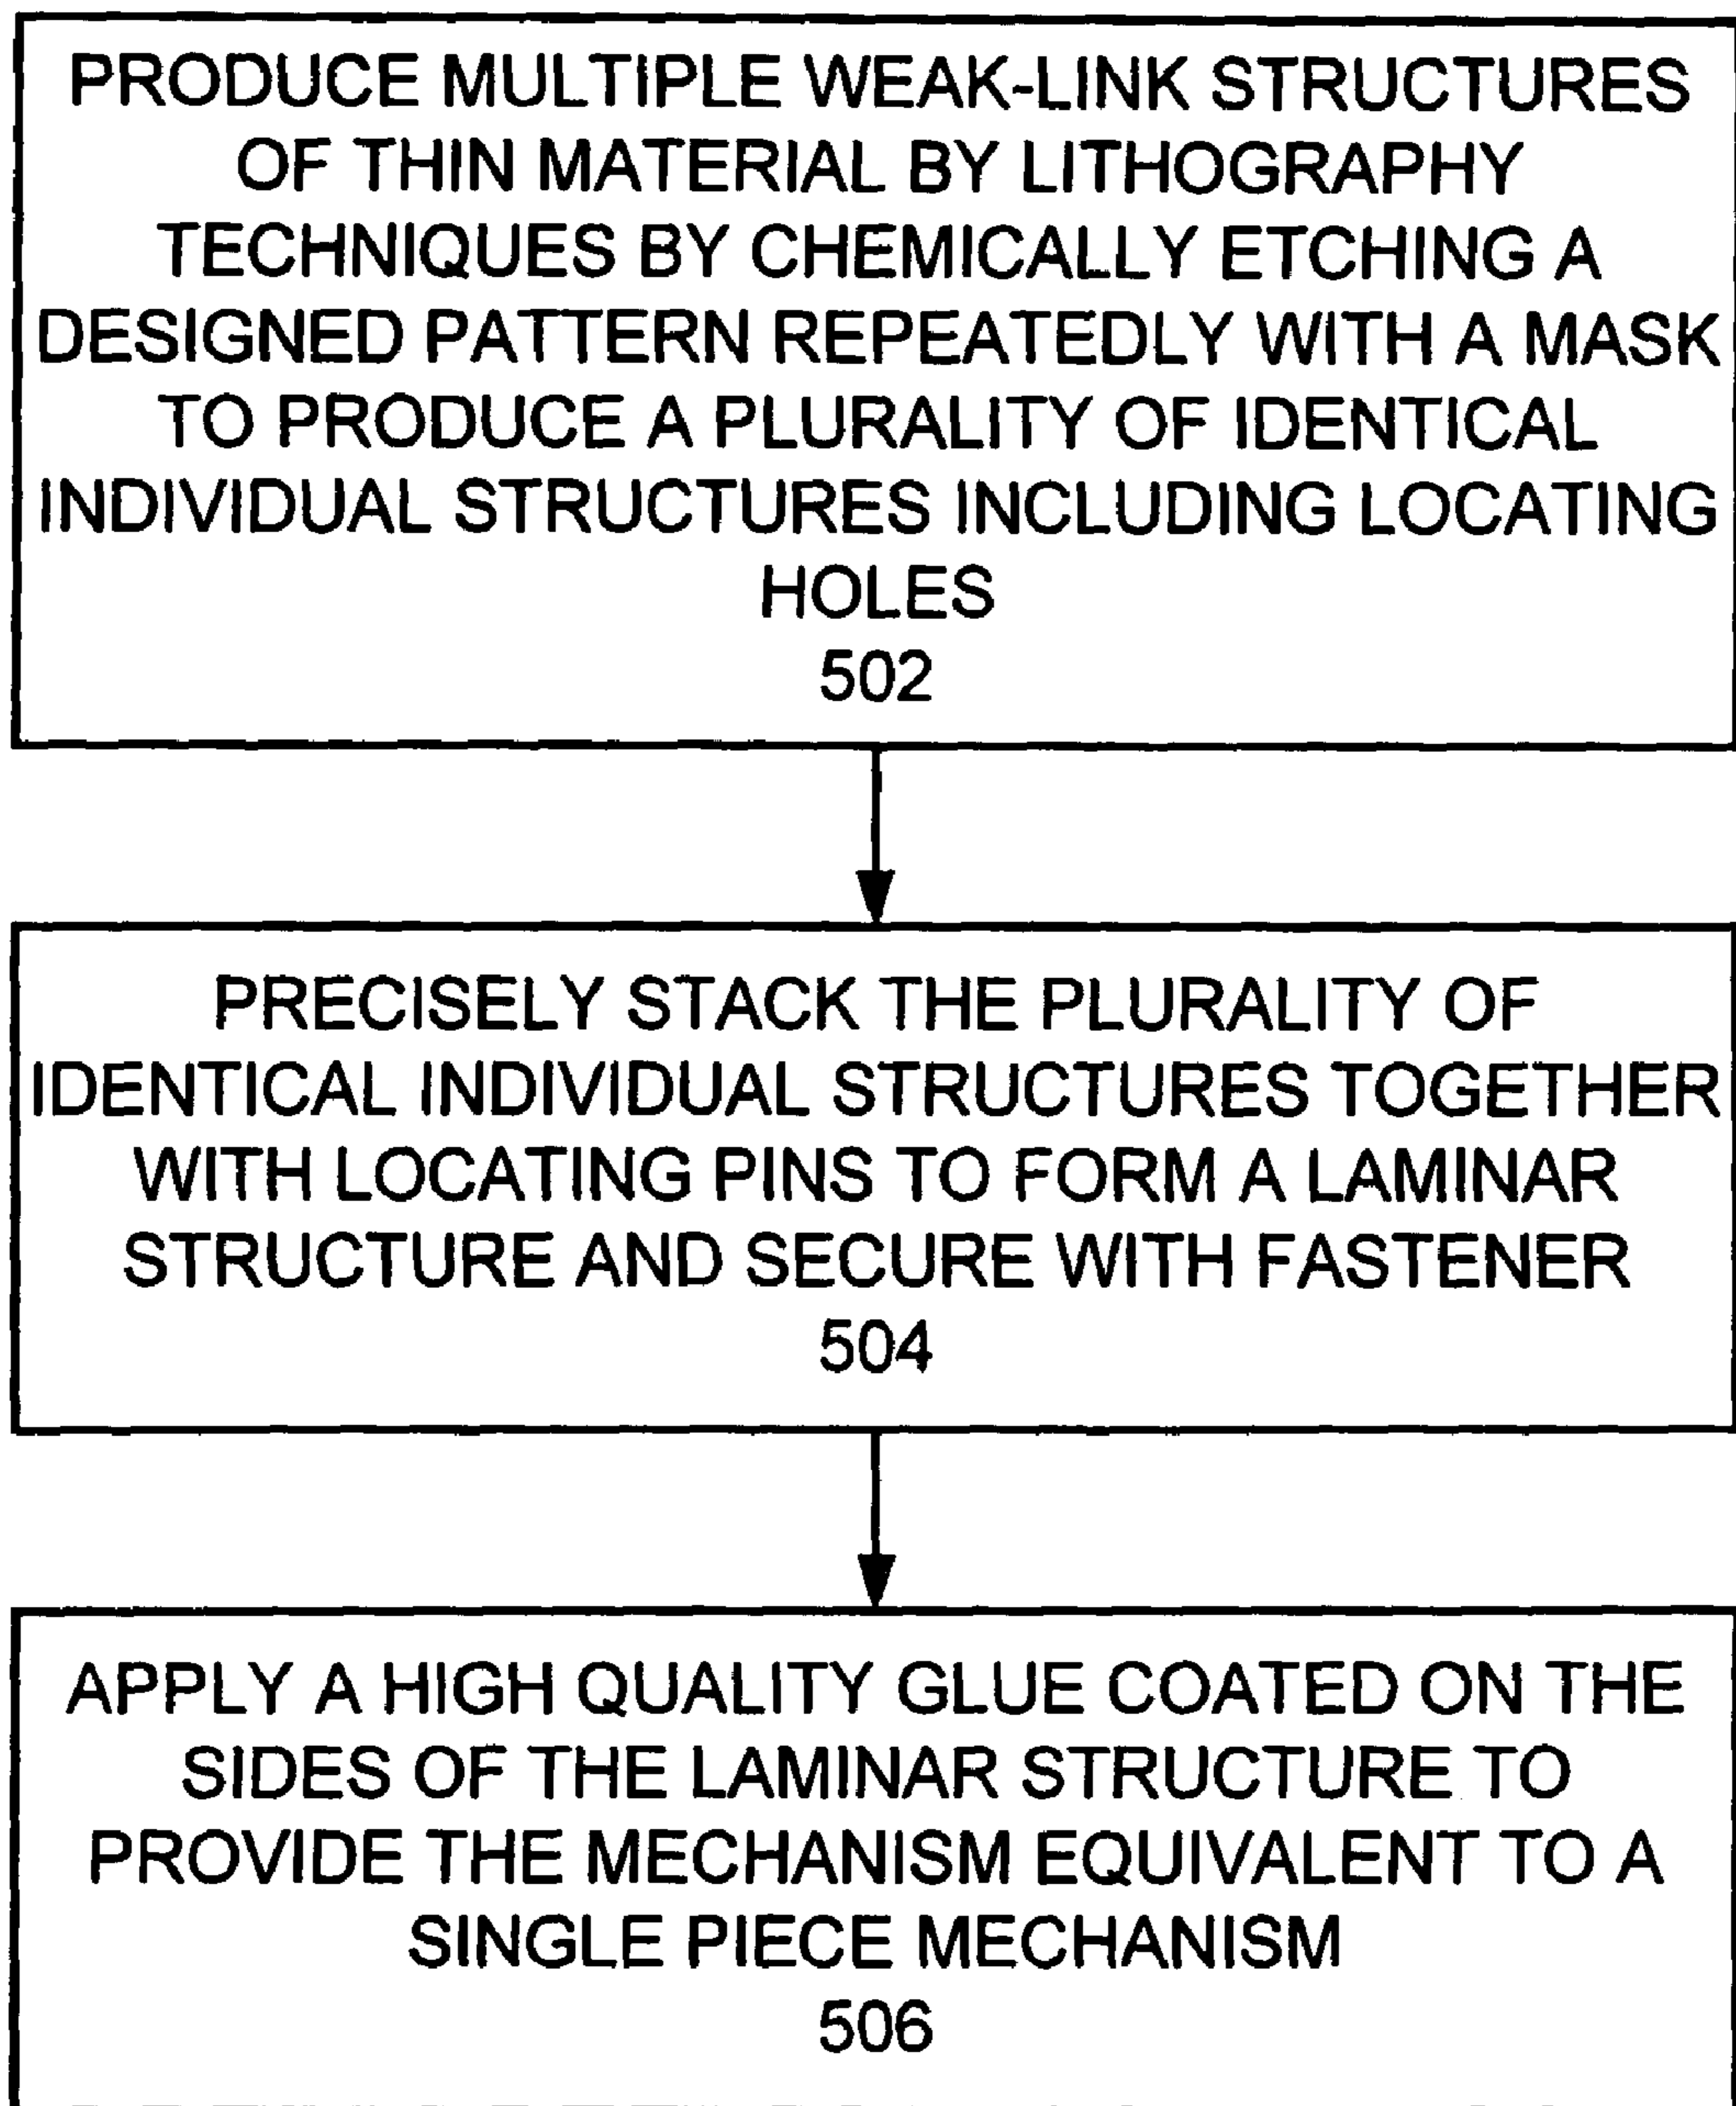 PRODUCE MULTIPLE WEAK-LINK STRUCTURES
OF THIN MATERIAL BY LITHOGRAPHY
TECHNIQUES BY CHEMICALLY ETCHING A
DESIGNED PATTERN REPEATEDLY WITH A MASK
TO PRODUCE A PLURALITY OF IDENTICAL
INDIVIDUAL STRUCTURES INCLUDING LOCATING
HOLES
502
PRECISELY STACK THE PLURALITY OF
IDENTICAL INDIVIDUAL STRUCTURES TOGETHER
WITH LOCATING PINS TO FORM A LAMINAR
STRUCTURE AND SECURE WITH FASTENER
504
APPLY A HIGH QUALITY GLUE COATED ON THE
SIDES OF THE LAMINAR STRUCTURE TO
PROVIDE THE MECHANISM EQUIVALENT TO A
SINGLE PIECE MECHANISM
506